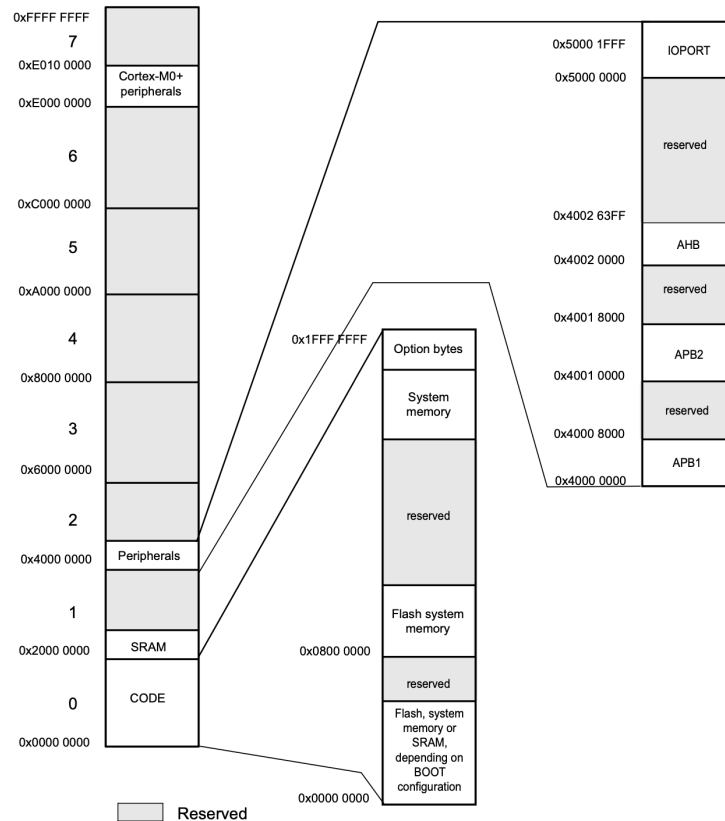 0xFFFF FFFF
7
0xE010 0000
Cortex-M0+
peripherals
0xE000 0000
6
0xC000 0000
5
0xA000 0000
4
0x8000 0000
3
0x6000 0000
2
Peripherals
0x4000 0000
1
SRAM
0x2000 0000
CODE
0
0x0000 0000
Reserved
0x1FFF FFFF
Option bytes
System
memory
reserved
Flash system
memory
0x0800 0000
reserved
Flash, system
memory or
SRAM,
depending on
BOOT
configuration
0x0000 0000
0x5000 1FFF
IOPORT
0x5000 0000
reserved
0x4002 63FF
AHB
0x4002 0000
reserved
0x4001 8000
APB2
0x4001 0000
reserved
0x4000 8000
APB1
0x4000 0000